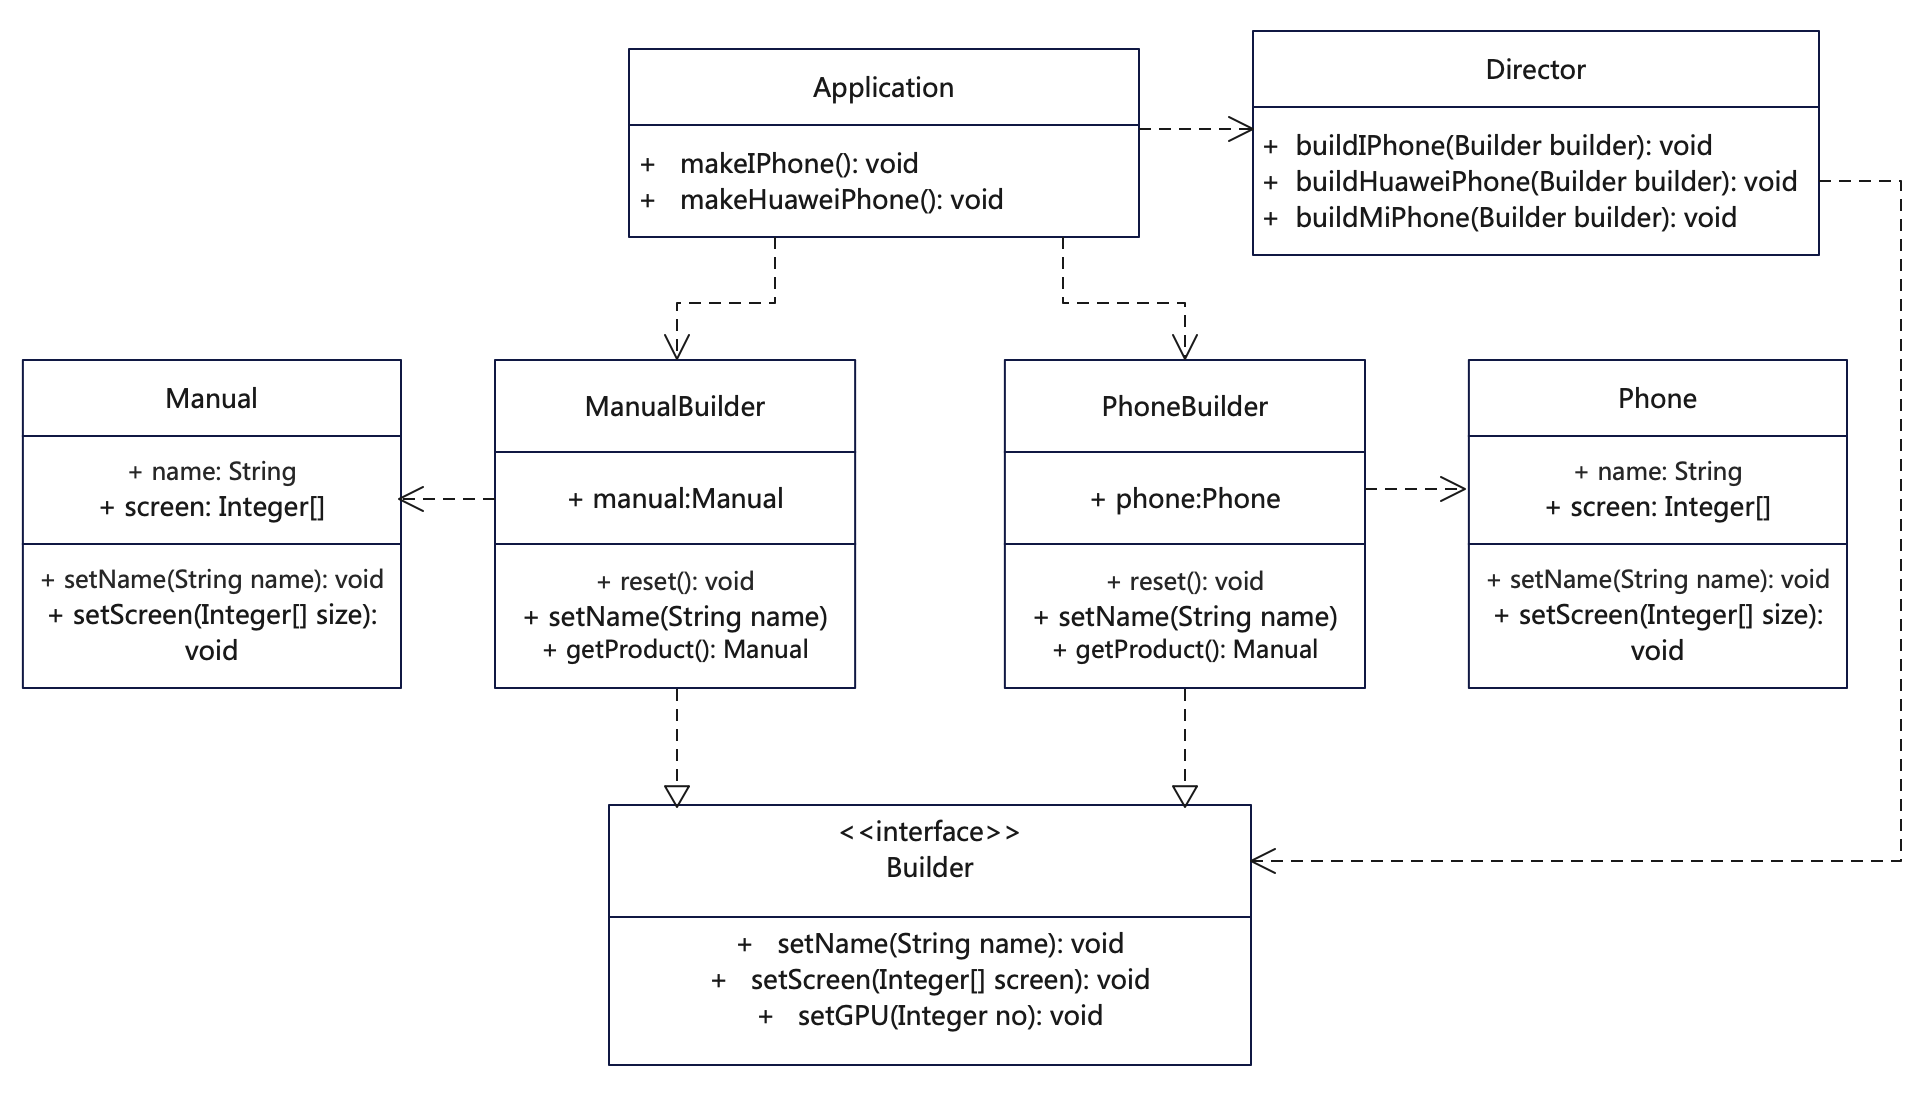 Application
+ makeIPhone(): void
+ makeHuaweiPhone(): void
Director
+ buildIPhone(Builder builder): void
+ buildHuaweiPhone(Builder builder): void
+ buildMiPhone(Builder builder): void
Manual
+ name: String
+ screen: Integer[]
+ setName(String name): void
+ setScreen(Integer[] size):
void
ManualBuilder
+ manual:Manual
+ reset(): void
+ setName(String name)
+ getProduct(): Manual
PhoneBuilder
+ phone:Phone
+ reset(): void
+ setName(String name)
+ getProduct(): Manual
Phone
+ name: String
+ screen: Integer[]
+ setName(String name): void
+ setScreen(Integer[] size):
void
<<interface>>
Builder
+ setName(String name): void
+ setScreen(Integer[] screen): void
+ setGPU(Integer no): void